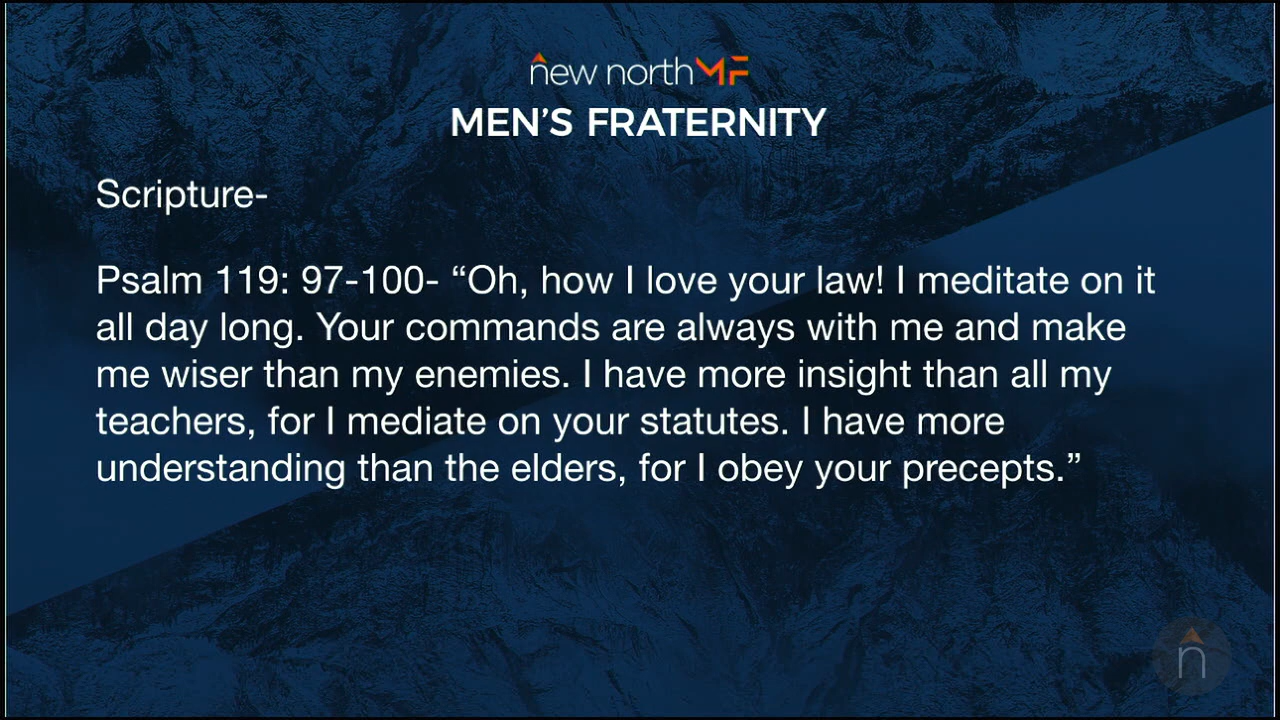 new northMF
MEN'S FRATERNITY
Scripture-
Psalm 119: 97-100- “Oh, how I love your law! I meditate on it
all day long. Your commands are always with me and make
me wiser than my enemies. I have more insight than all my
teachers, for I mediate on your statutes. I have more
understanding than the elders, for I obey your precepts.”
n